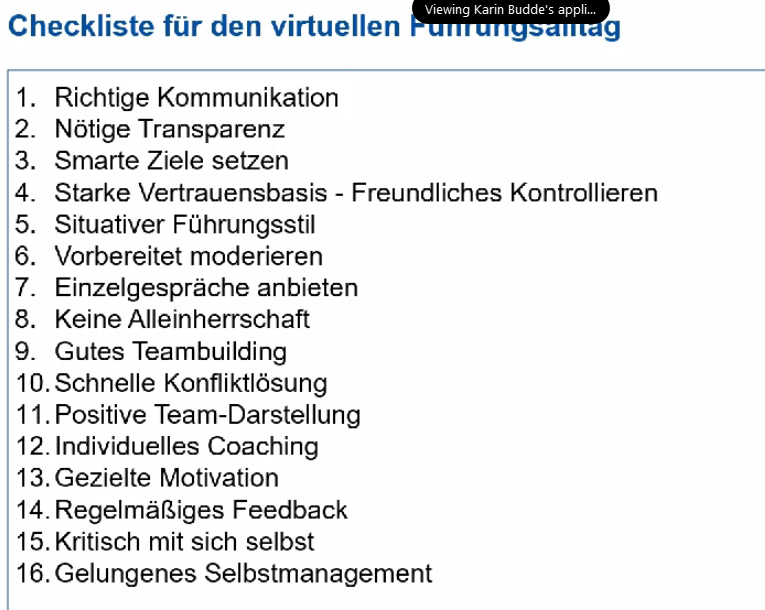 Viewing Karin Budde's appli...
Checkliste für den virtuellen Führungsalltag
1. Richtige Kommunikation
2. Nötige Transparenz
3. Smarte Ziele setzen
4. Starke Vertrauensbasis - Freundliches Kontrollieren
5. Situativer Führungsstil
6. Vorbereitet moderieren
7. Einzelgespräche anbieten
8. Keine Alleinherrschaft
9. Gutes Teambuilding
10. Schnelle Konfliktlösung
11. Positive Team-Darstellung
12. Individuelles Coaching
13. Gezielte Motivation
14. Regelmäßiges Feedback
15. Kritisch mit sich selbst
16. Gelungenes Selbstmanagement